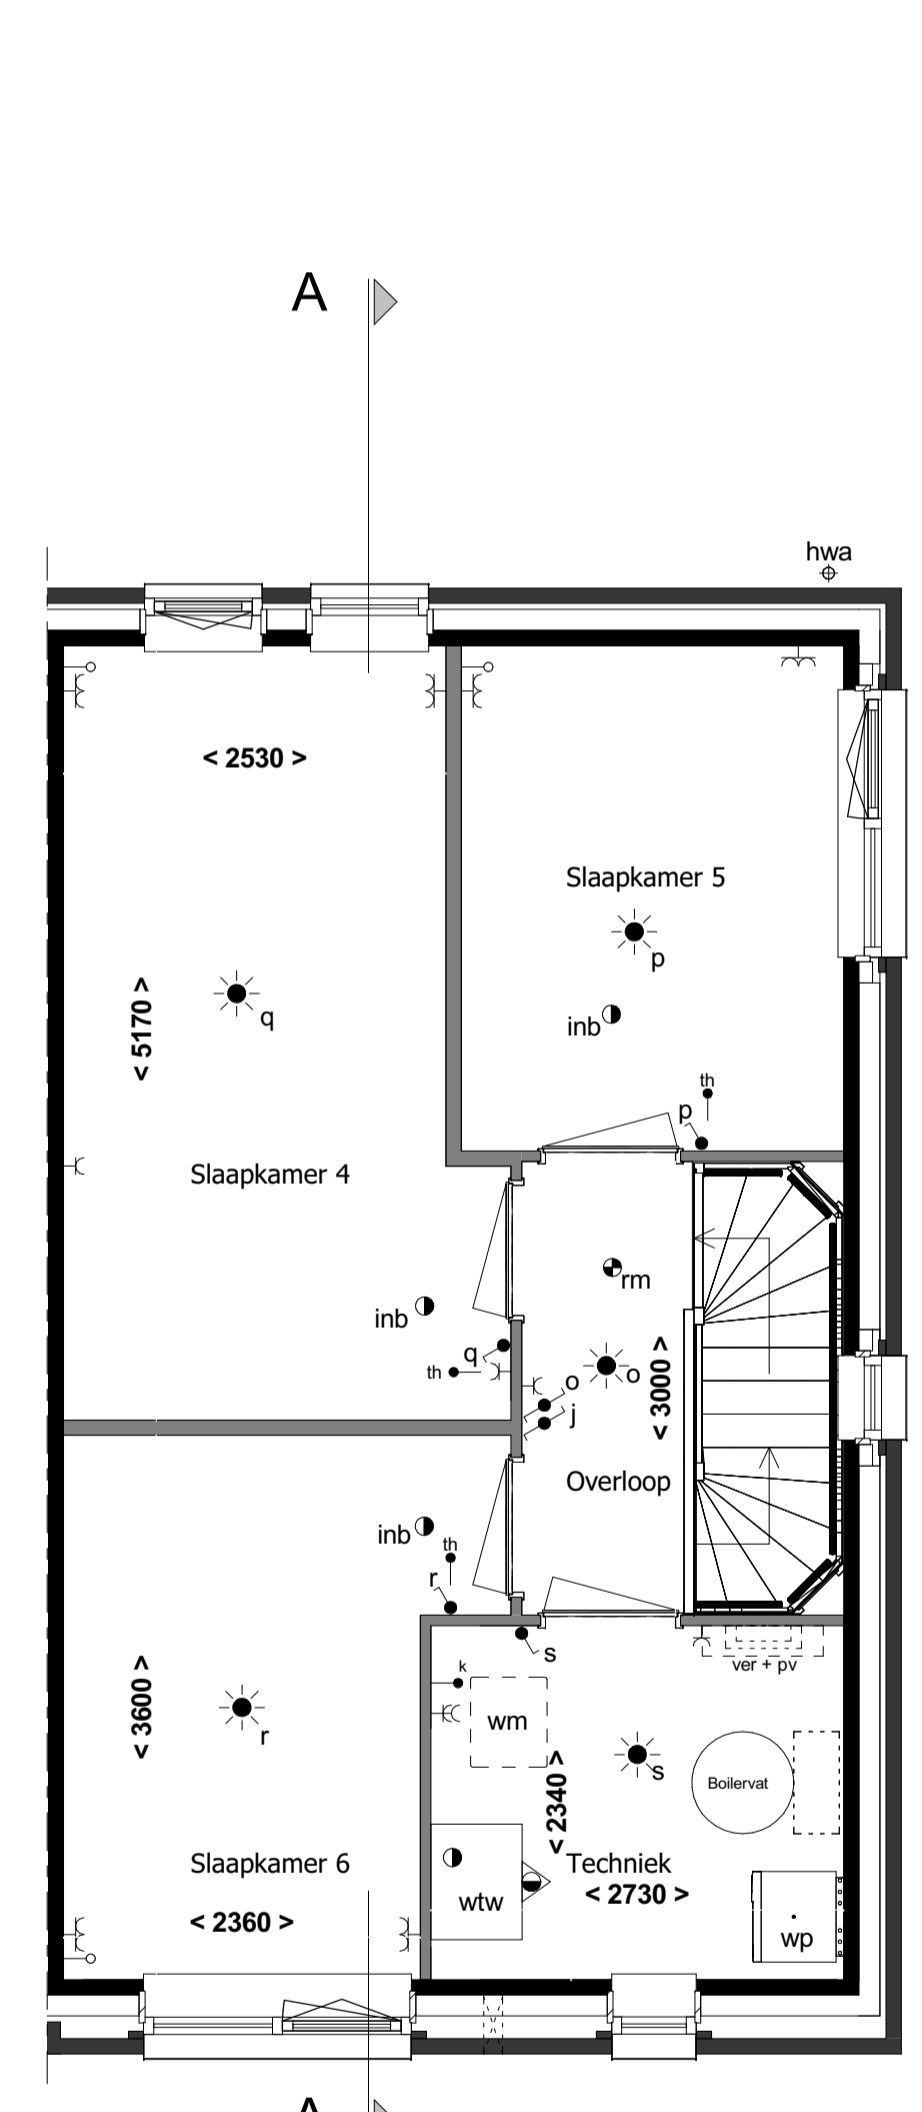 A
hwa
< 2530 >
Slaapkamer 5
p
q
inb
< 5170 >
th
p
Slaapkamer 4
rm
inb
q
th
o
o
j
< 3000 >
Overloop
inb
th
r
s
k
ver + pv
wm
< 3600 >
r
s
Boilervat
< 2340 >
Slaapkamer 6
Techniek
< 2730 >
wtw
< 2360 >
wp
A